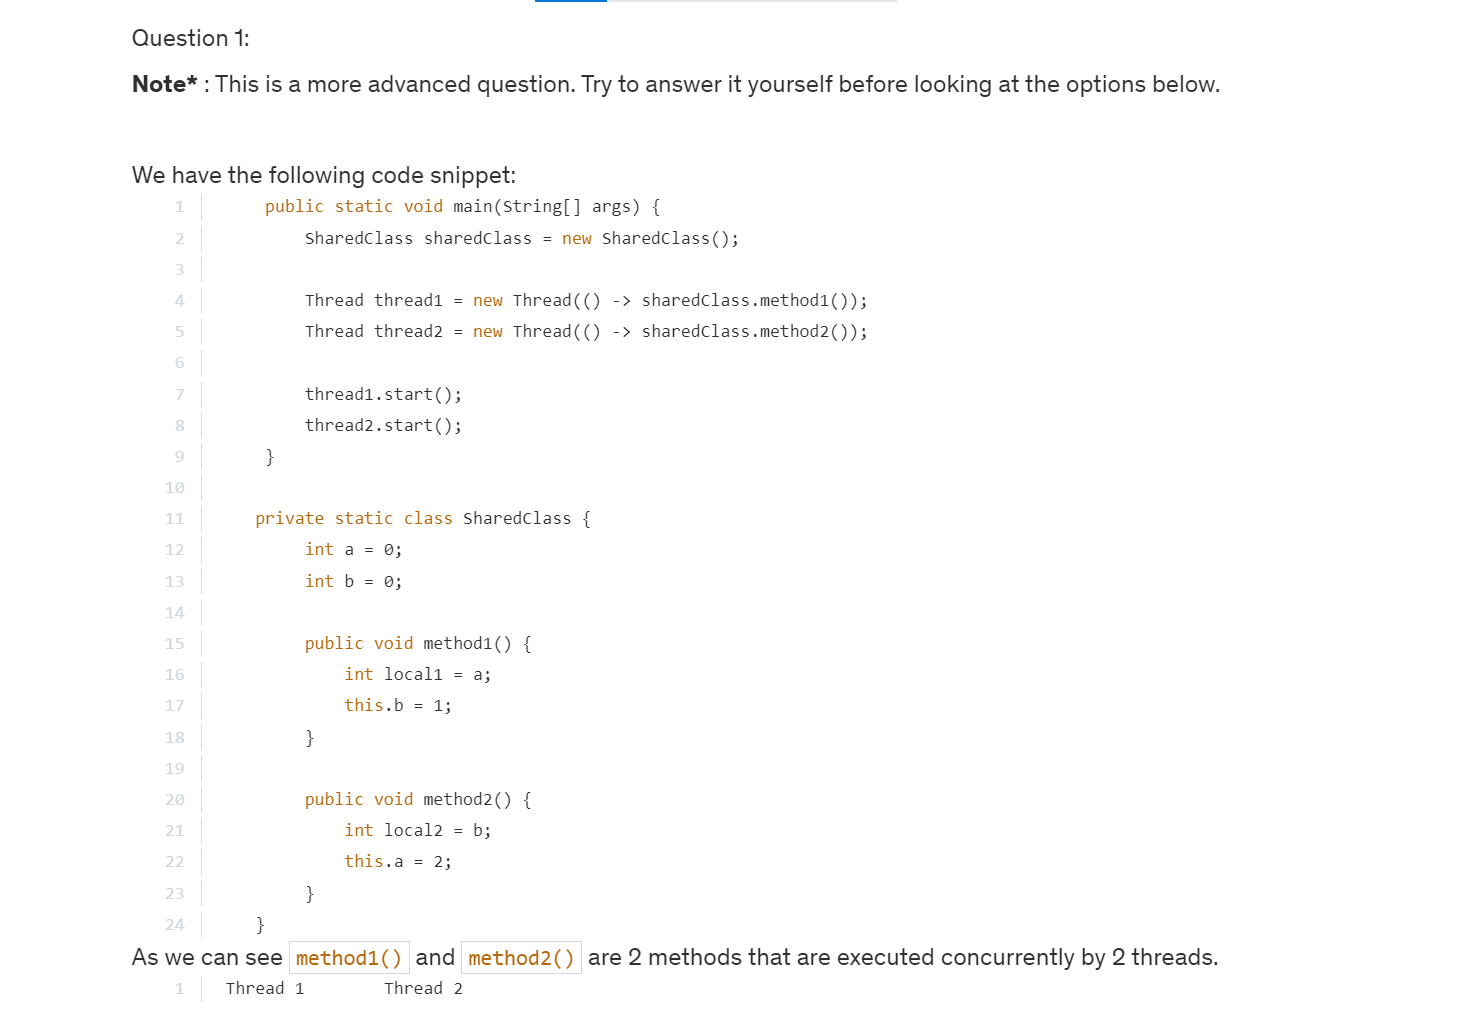 Question 1:
Note* : This is a more advanced question. Try to answer it yourself before looking at the options below.
We have the following code snippet:
1 public static void main(String[] args) {
2 SharedClass sharedClass = new SharedClass();
3
4 Thread thread1 = new Thread(() -> sharedClass.method1());
5 Thread thread2 = new Thread(() -> sharedClass.method2());
6
7 thread1.start();
8 thread2.start();
9 }
10
11 private static class SharedClass {
12 int a = 0;
13 int b = 0;
14
15 public void method1() {
16 int local1 = a;
17 this.b = 1;
18 }
19
20 public void method2() {
21 int local2 = b;
22 this.a = 2;
23 }
24 }
As we can see method1() and method2() are 2 methods that are executed concurrently by 2 threads.
1 Thread 1 Thread 2